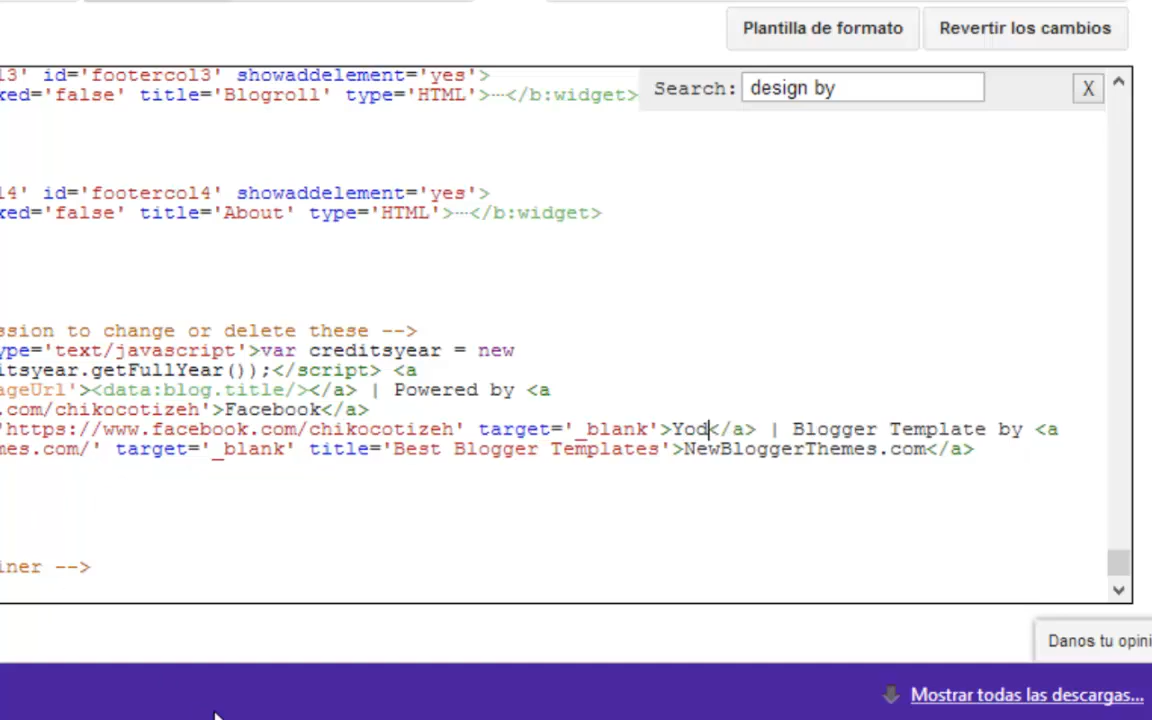 Plantilla de formato Revertir los cambios
l3' id='footercol3' showaddelement='yes'>
Search: design by X
ked='false' title='Blogroll' type='HTML'>…</b:widget>
l4' id='footercol4' showaddelement='yes'>
ked='false' title='About' type='HTML'>…</b:widget>
ssion to change or delete these -->
ype='text/javascript'>var creditsyear = new
itsyear.getFullYear());</script> <a
ageUrl'><data:blog.title/></a> | Powered by <a
.com/chikocotizeh'>Facebook</a>
'https://www.facebook.com/chikocotizeh' target='_blank'>Yod</a> | Blogger Template by <a
mes.com/' target='_blank' title='Best Blogger Templates'>NewBloggerThemes.com</a>
iner -->
Danos tu opini
Mostrar todas las descargas...